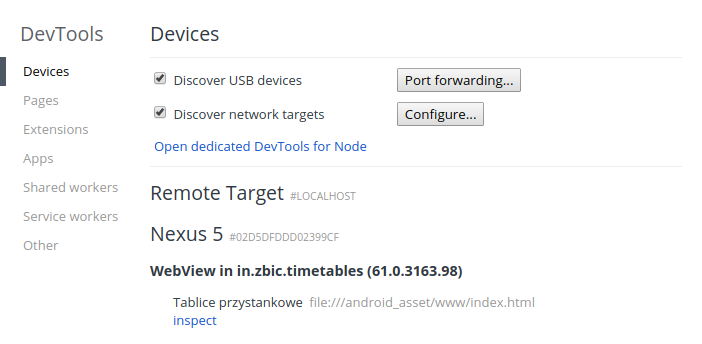 DevTools
Devices
Pages
Extensions
Apps
Shared workers
Service workers
Other
Devices
Discover USB devices
Port forwarding...
Discover network targets
Configure...
Open dedicated DevTools for Node
Remote Target #LOCALHOST
Nexus 5 #02D5DFDDD02399CF
WebView in in.zbic.timetables (61.0.3163.98)
Tablice przystankowe file:///android_asset/www/index.html
inspect